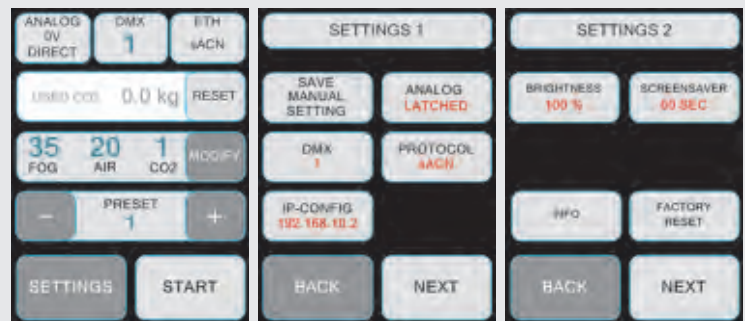 ANALOG
0V
DIRECT
DMX
1
ETH
sACN
USED CO2 0.0 kg RESET
35 20 1
FOG AIR CO2 MODIFY
- PRESET +
1
SETTINGS START
SETTINGS 1
SAVE
MANUAL
SETTING
ANALOG
LATCHED
DMX
1
PROTOCOL
sACN
IP-CONFIG
192.168.10.2
BACK NEXT
SETTINGS 2
BRIGHTNESS
100 %
SCREENSAVER
60 SEC
INFO
FACTORY
RESET
BACK NEXT